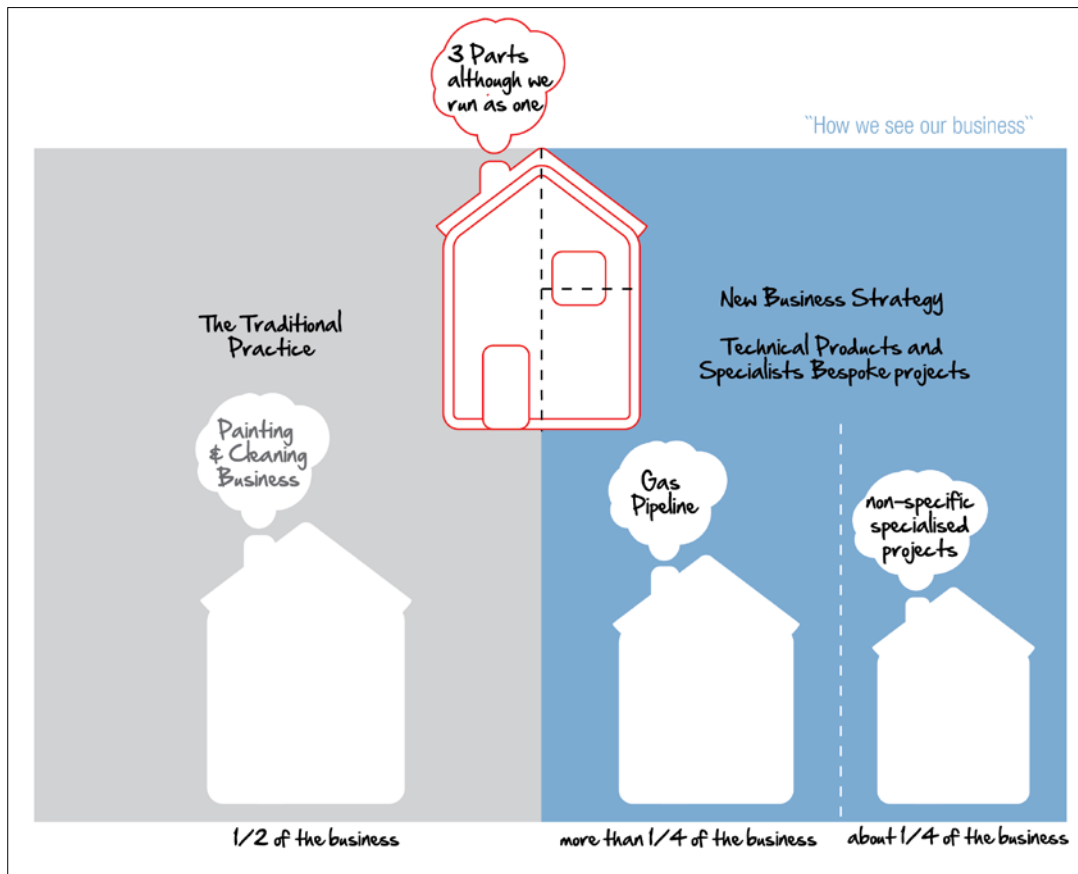 3 Parts
although we
run as one
"How we see our business"
The Traditional
Practice
New Business Strategy
Technical Products and
Specialists Bespoke projects
Painting
& Cleaning
Business
Gas
Pipeline
non-specific
specialised
projects
1/2 of the business
more than 1/4 of the business
about 1/4 of the business